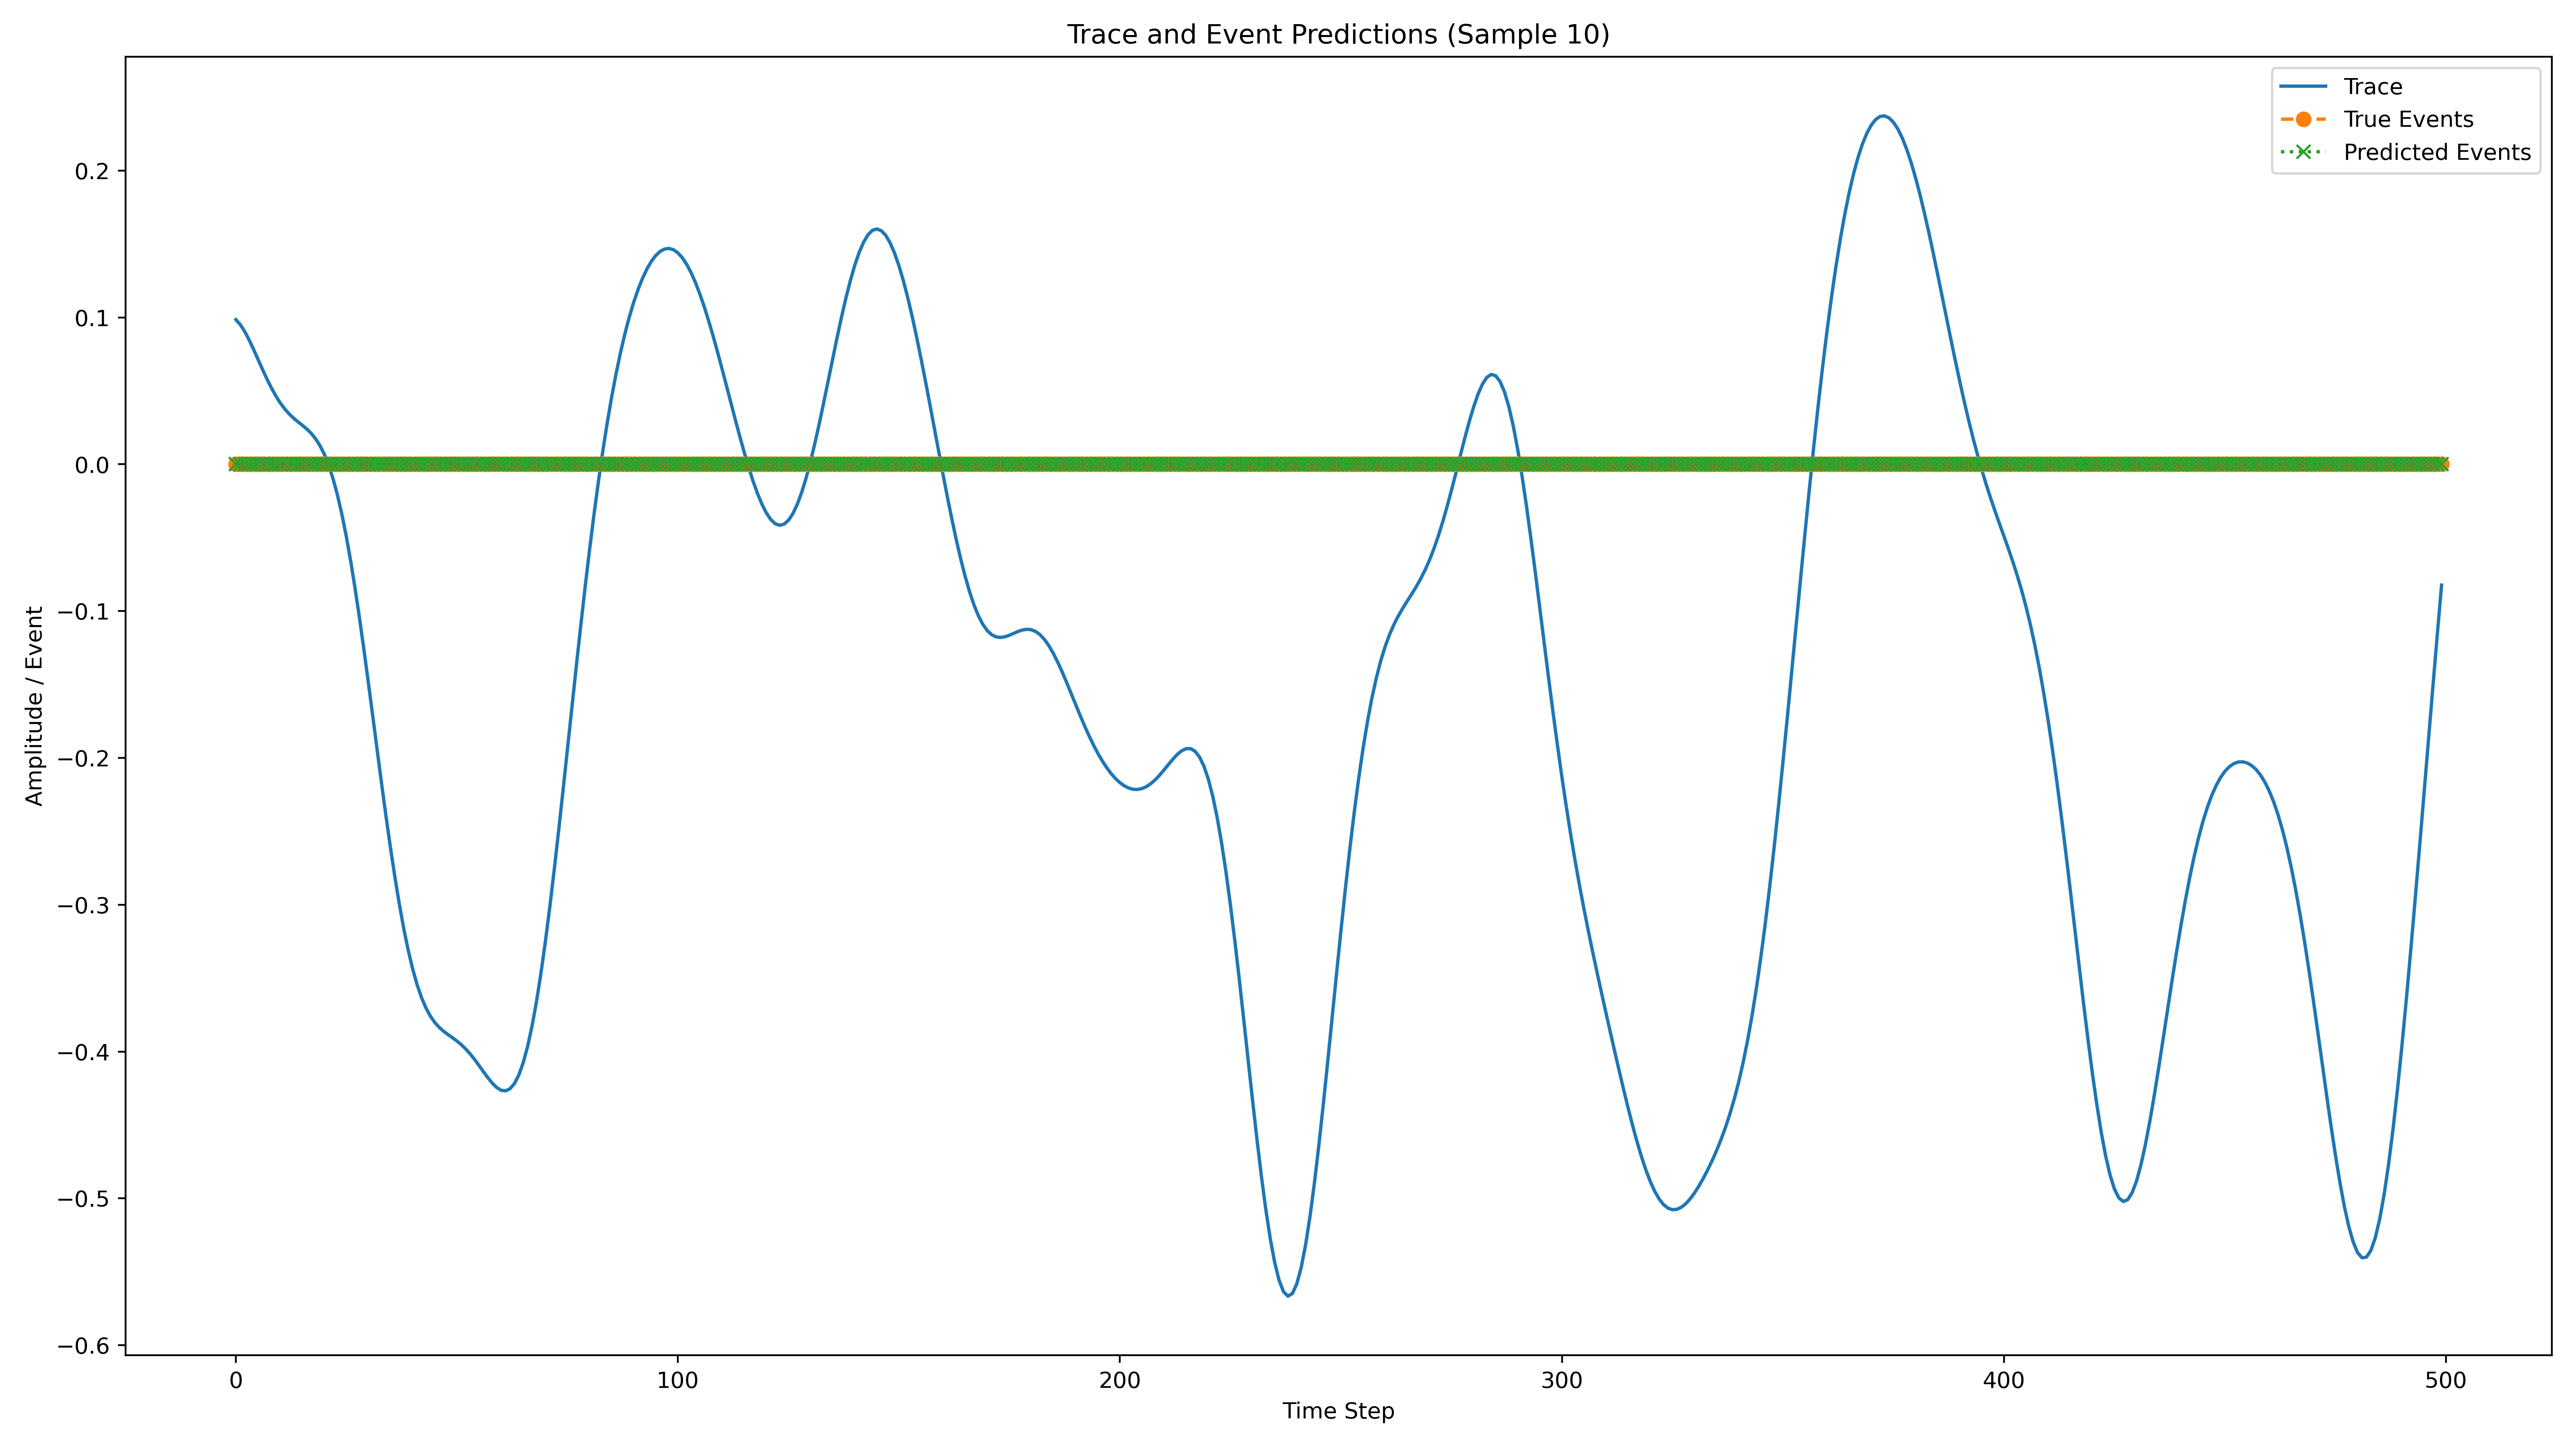 Trace and Event Predictions (Sample 10)
Trace
True Events
Predicted Events
0.2
0.1
0.0
−0.1
−0.2
−0.3
−0.4
−0.5
−0.6
Amplitude / Event
0 100 200 300 400 500
Time Step